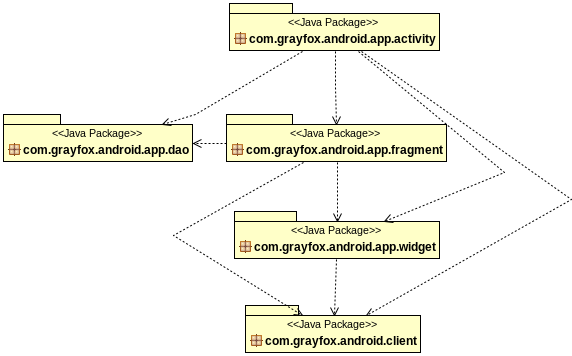 <<Java Package>>
com.grayfox.android.app.activity
<<Java Package>>
com.grayfox.android.app.dao
<<Java Package>>
com.grayfox.android.app.fragment
<<Java Package>>
com.grayfox.android.app.widget
<<Java Package>>
com.grayfox.android.client